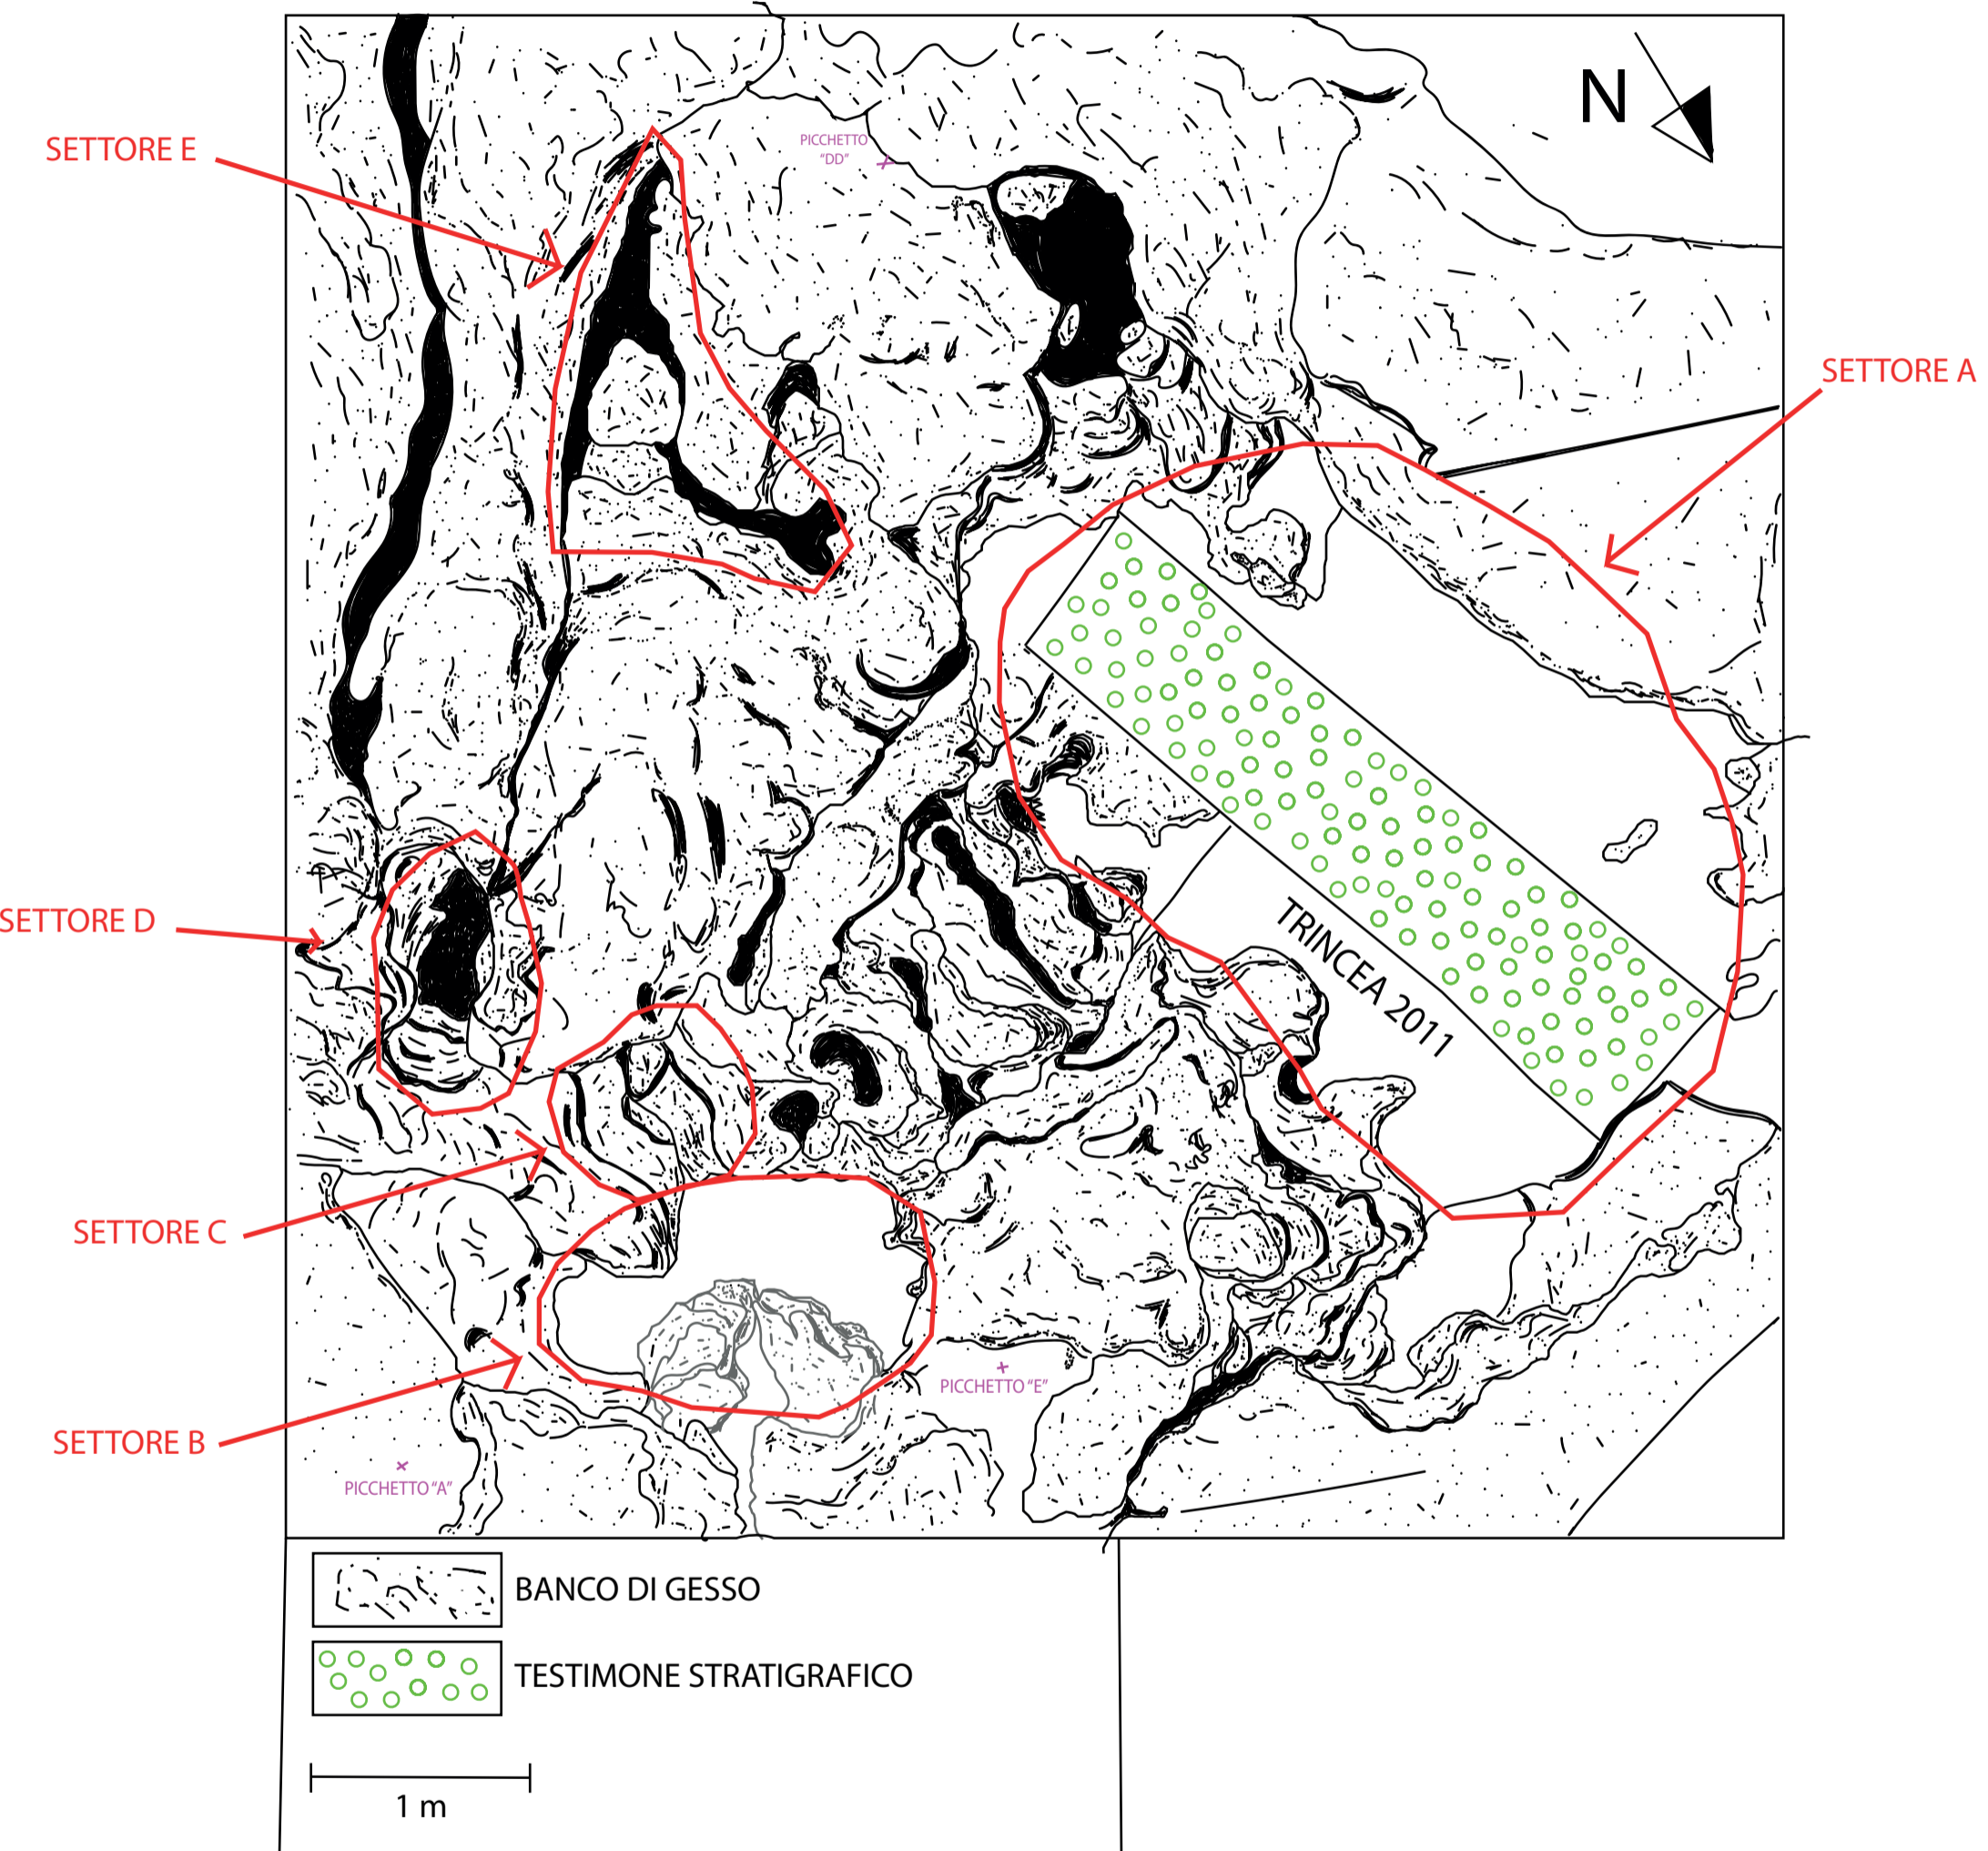 N
SETTORE E
PICCHETTO
“DD”
SETTORE A
SETTORE D
TRINCEA 2011
SETTORE C
PICCHETTO “E”
SETTORE B
PICCHETTO “A”
BANCO DI GESSO
TESTIMONE STRATIGRAFICO
1 m